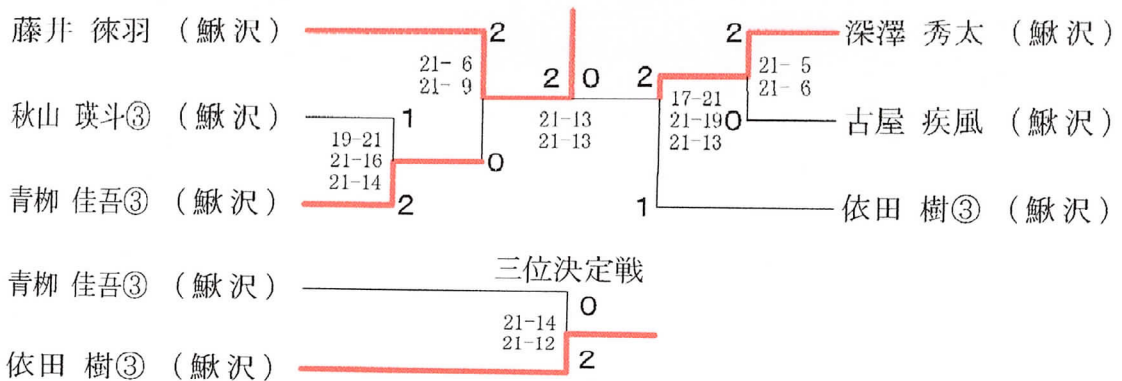 藤井 徠羽 (鰍沢)
2
21- 6
21- 9
2 0
21-13
21-13
2
深澤 秀太 (鰍沢)
21- 5
21- 6
2
17-21
21-19
21-13
0
古屋 疾風 (鰍沢)
秋山 瑛斗③ (鰍沢)
1
19-21
21-16
21-14
0
青栁 佳吾③ (鰍沢)
2
1
依田 樹③ (鰍沢)
三位決定戦
青栁 佳吾③ (鰍沢)
0
21-14
21-12
依田 樹③ (鰍沢)
2